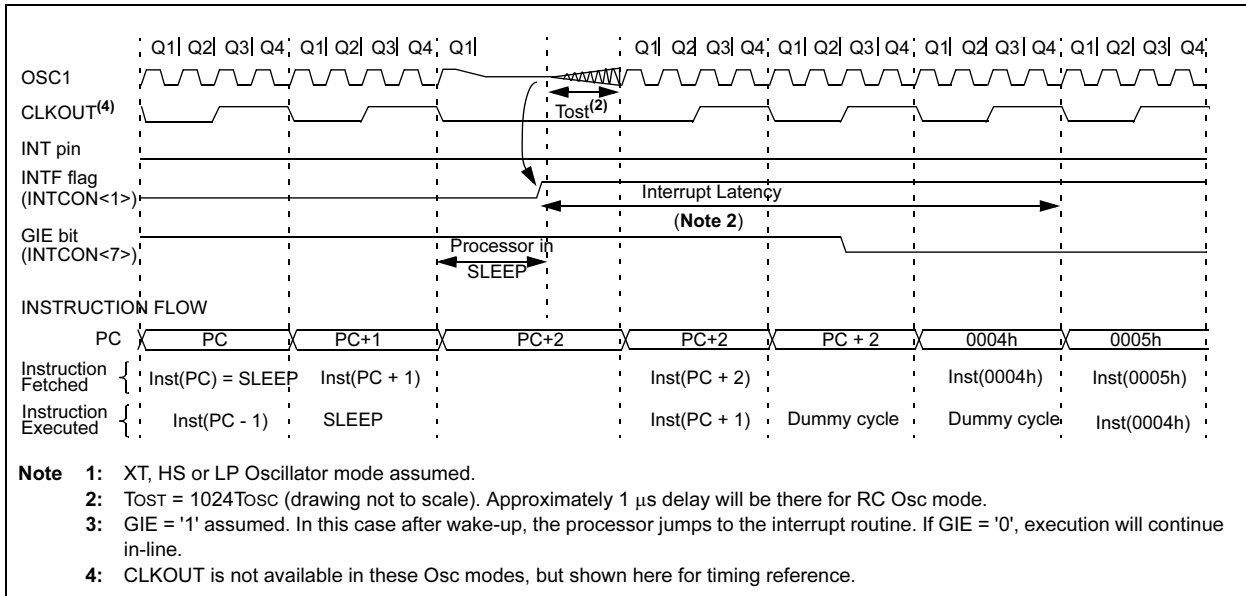 Q1 Q2 Q3 Q4 Q1 Q2 Q3 Q4 Q1 Q1 Q2 Q3 Q4 Q1 Q2 Q3 Q4 Q1 Q2 Q3 Q4 Q1 Q2 Q3 Q4
OSC1
CLKOUT(4)
TOST(2)
INT pin
INTF flag
(INTCON<1>)
Interrupt Latency
(Note 2)
GIE bit
(INTCON<7>)
Processor in
SLEEP
INSTRUCTION FLOW
PC PC PC+1 PC+2 PC+2 PC + 2 0004h 0005h
Instruction
Fetched
Inst(PC) = SLEEP Inst(PC + 1) Inst(PC + 2) Inst(0004h) Inst(0005h)
Instruction
Executed
Inst(PC - 1) SLEEP Inst(PC + 1) Dummy cycle Dummy cycle Inst(0004h)
Note 1: XT, HS or LP Oscillator mode assumed.
2: TOST = 1024TOSC (drawing not to scale). Approximately 1 μs delay will be there for RC Osc mode.
3: GIE = '1' assumed. In this case after wake-up, the processor jumps to the interrupt routine. If GIE = '0', execution will continue
in-line.
4: CLKOUT is not available in these Osc modes, but shown here for timing reference.